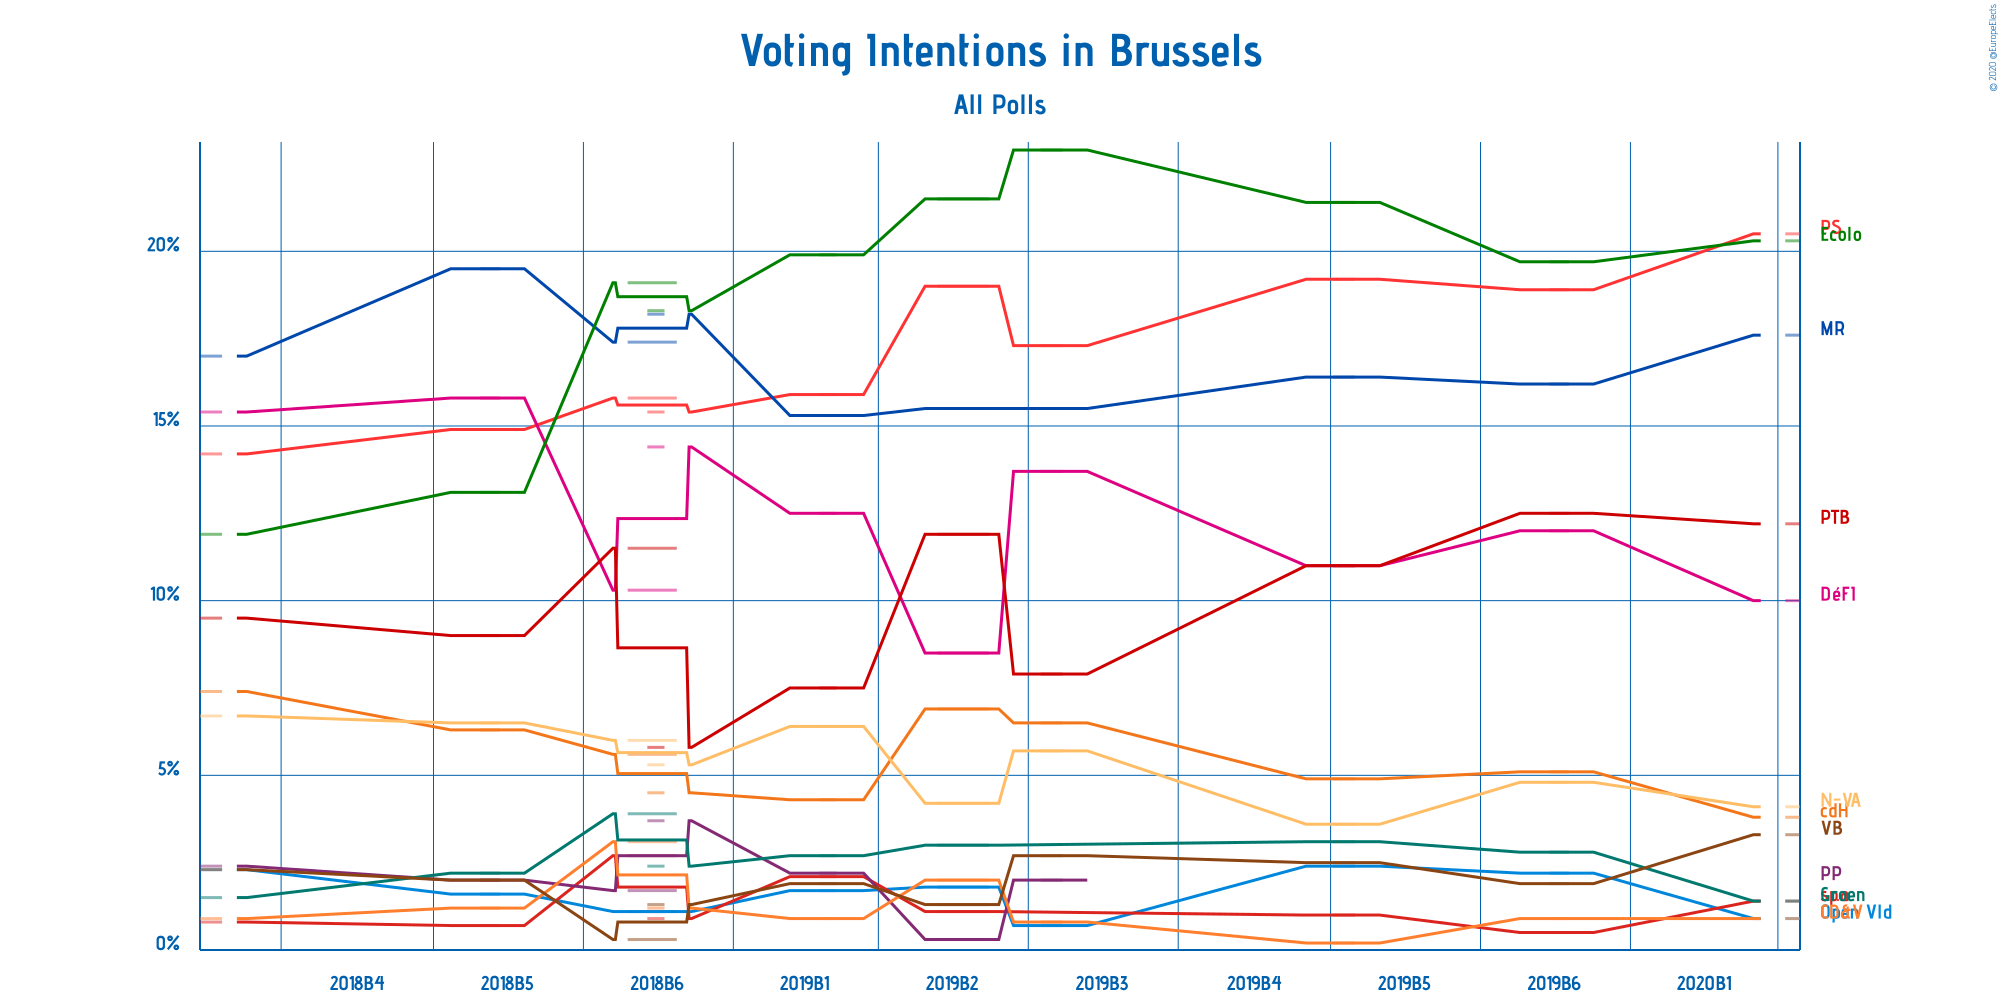 Voting Intentions in Brussels
All Polls
© 2020 @EuropeElects
20%
15%
10%
5%
0%
PS
Ecolo
MR
PTB
DéFI
N-VA
cdH
VB
PP
Groen
Open Vld
2018B4 2018B5 2018B6 2019B1 2019B2 2019B3 2019B4 2019B5 2019B6 2020B1